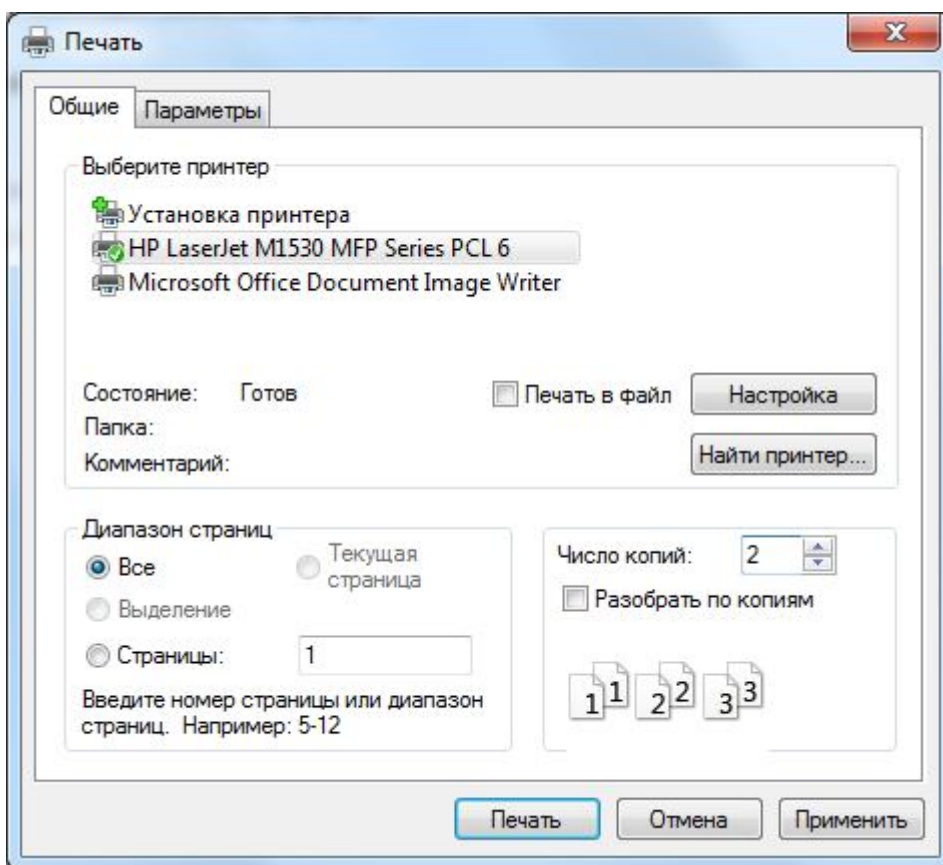 Печать
Общие
Параметры
Выберите принтер
Установка принтера
HP LaserJet M1530 MFP Series PCL 6
Microsoft Office Document Image Writer
Состояние: Готов
Папка:
Комментарий:
Печать в файл
Настройка
Найти принтер...
Диапазон страниц
Все
Текущая
страница
Выделение
Страницы: 1
Введите номер страницы или диапазон
страниц. Например: 5-12
Число копий: 2
Разобрать по копиям
1 1 2 2 3 3
Печать
Отмена
Применить